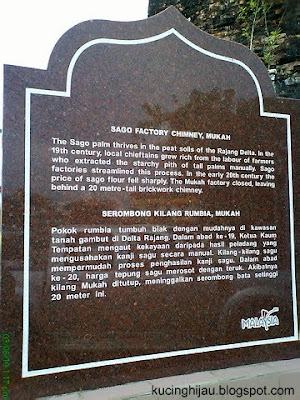 SAGO FACTORY CHIMNEY, MUKAH
The Sago palm thrives in the peat soils of the Rajang Delta. In the
19th century, local chieftains grew rich from the labour of farmers
who extracted the starchy pith of tall palms manually. Sago
factories streamlined this process. In the early 20th century the
price of sago flour fell sharply. The Mukah factory closed, leaving
behind a 20 metre-tall brickwork chimney.
SEROMBONG KILANG RUMBIA, MUKAH
Pokok rumbia tumbuh biak dengan mudahnya di kawasan
tanah gambut di Delta Rajang. Dalam abad ke-19, Ketua Kaum
Tempatan mengaut kekayaan daripada hasil peladang yang
mengusahakan kanji sagu secara manual. Kilang-kilang sagu
mempermudah proses penghasilan kanji sagu. Dalam abad
ke-20, harga tepung sagu merosot dengan teruk. Akibatnya
kilang Mukah ditutup, meninggalkan serombong bata setinggi
20 meter ini.
MALAYSIA
kucinghijau.blogspot.com